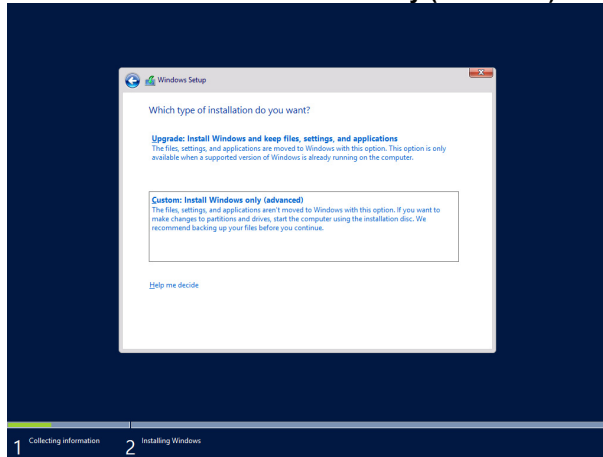 Windows Setup
Which type of installation do you want?
Upgrade: Install Windows and keep files, settings, and applications
The files, settings, and applications are moved to Windows with this option. This option is only
available when a supported version of Windows is already running on the computer.
Custom: Install Windows only (advanced)
The files, settings, and applications aren't moved to Windows with this option. If you want to
make changes to partitions and drives, start the computer using the installation disc. We
recommend backing up your files before you continue.
Help me decide
1 Collecting information
2 Installing Windows